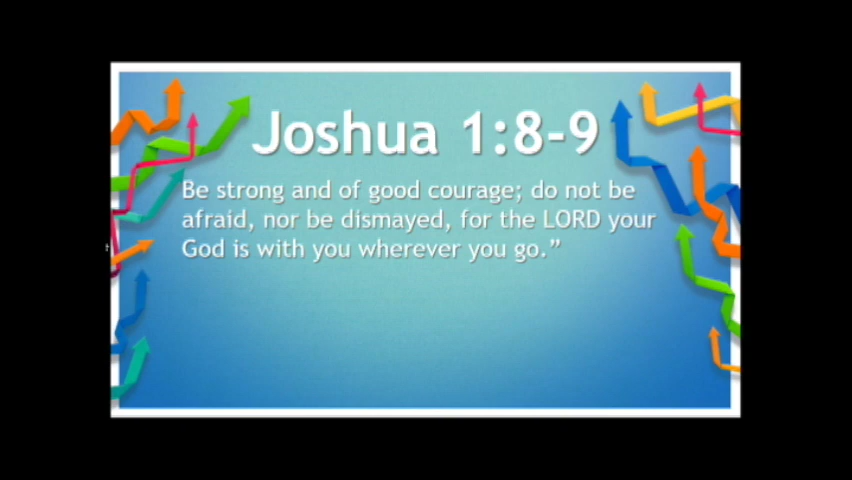 Joshua 1:8-9
Be strong and of good courage; do not be
afraid, nor be dismayed, for the LORD your
God is with you wherever you go.”